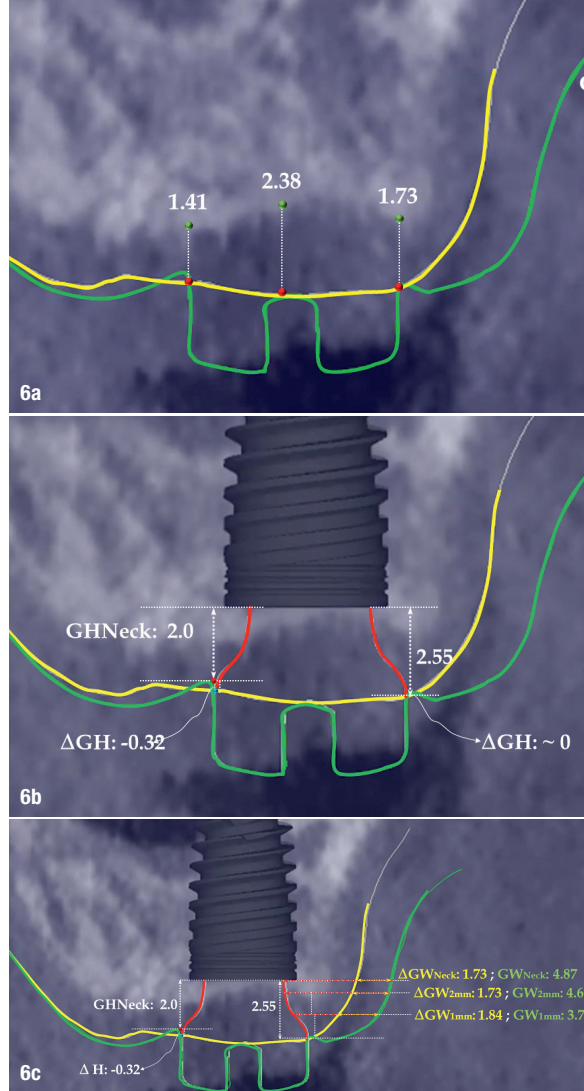 1.41
2.38
1.73
6a
GHNeck: 2.0
2.55
ΔGH: -0.32
ΔGH: ~ 0
6b
ΔGWNeck: 1.73 ; GWNeck: 4.87
GHNeck: 2.0
2.55
ΔGW2mm: 1.73 ; GW2mm: 4.6
ΔGW1mm: 1.84 ; GW1mm: 3.7
Δ H: -0.32
6c